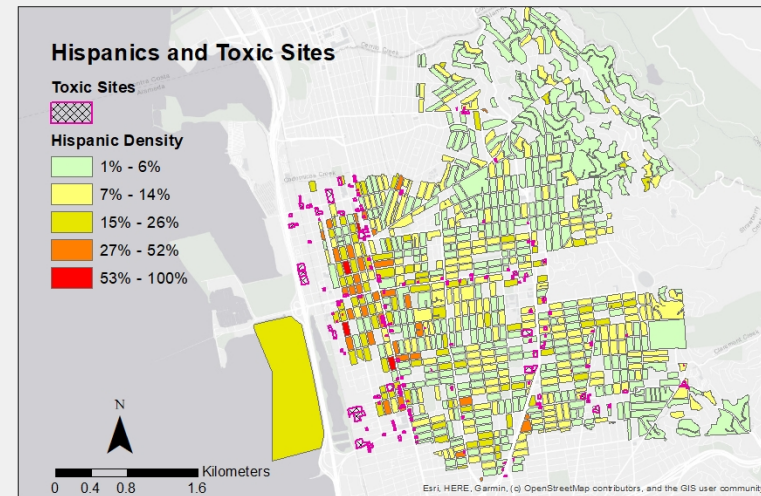 Hispanics and Toxic Sites
Toxic Sites
Hispanic Density
1% - 6%
7% - 14%
15% - 26%
27% - 52%
53% - 100%
N
Kilometers
0 0.4 0.8 1.6
Esri, HERE, Garmin, (c) OpenStreetMap contributors, and the GIS user community